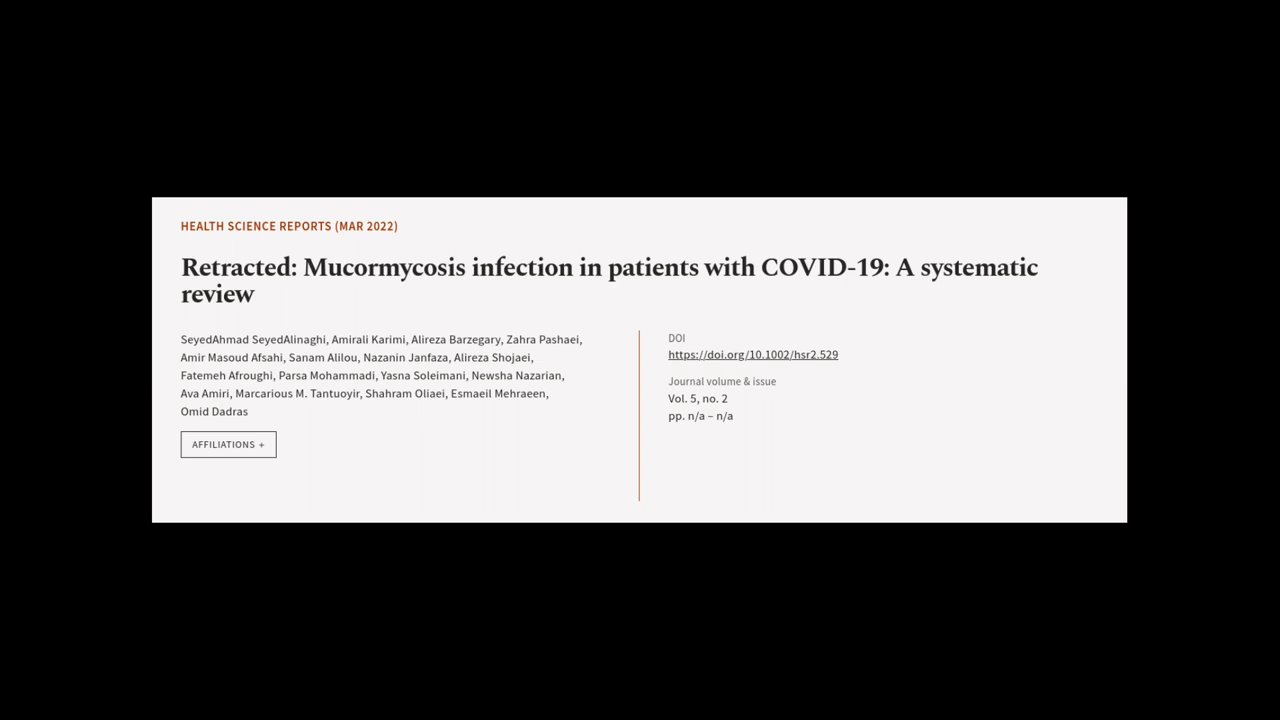 HEALTH SCIENCE REPORTS (MAR 2022)
Retracted: Mucormycosis infection in patients with COVID-19: A systematic
review
SeyedAhmad SeyedAlinaghi, Amirali Karimi, Alireza Barzegary, Zahra Pashaei,
Amir Masoud Afsahi, Sanam Alilou, Nazanin Janfaza, Alireza Shojaei,
Fatemeh Afroughi, Parsa Mohammadi, Yasna Soleimani, Newsha Nazarian,
Ava Amiri, Marcarious M. Tantuoyir, Shahram Oliaei, Esmaeil Mehraeen,
Omid Dadras
AFFILIATIONS +
DOI
https://doi.org/10.1002/hsr2.529
Journal volume & issue
Vol. 5, no. 2
pp. n/a – n/a